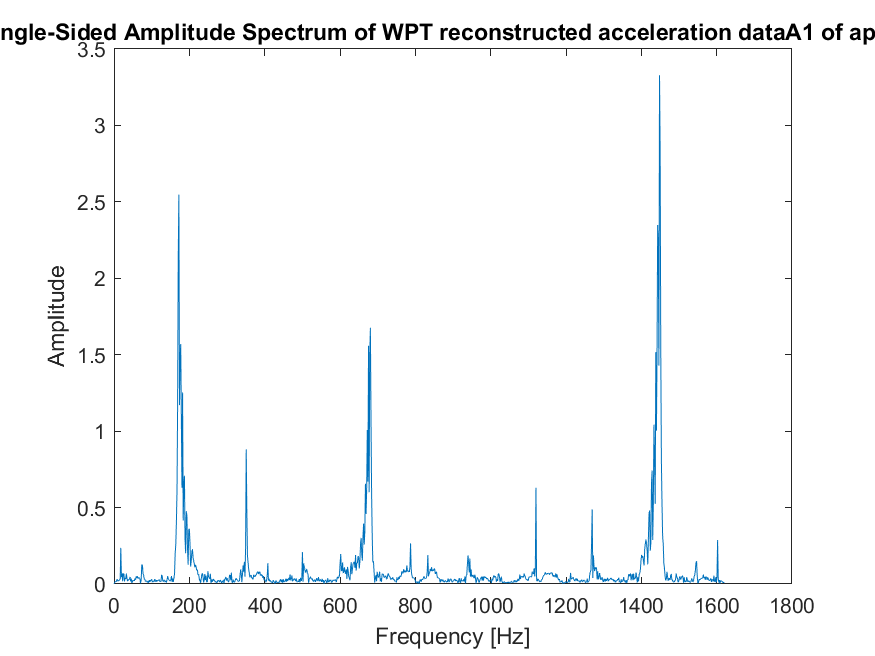 ngle-Sided Amplitude Spectrum of WPT reconstructed acceleration dataA1 of ap
3.5
3
2.5
2
1.5
1
0.5
0
Amplitude
0 200 400 600 800 1000 1200 1400 1600 1800
Frequency [Hz]